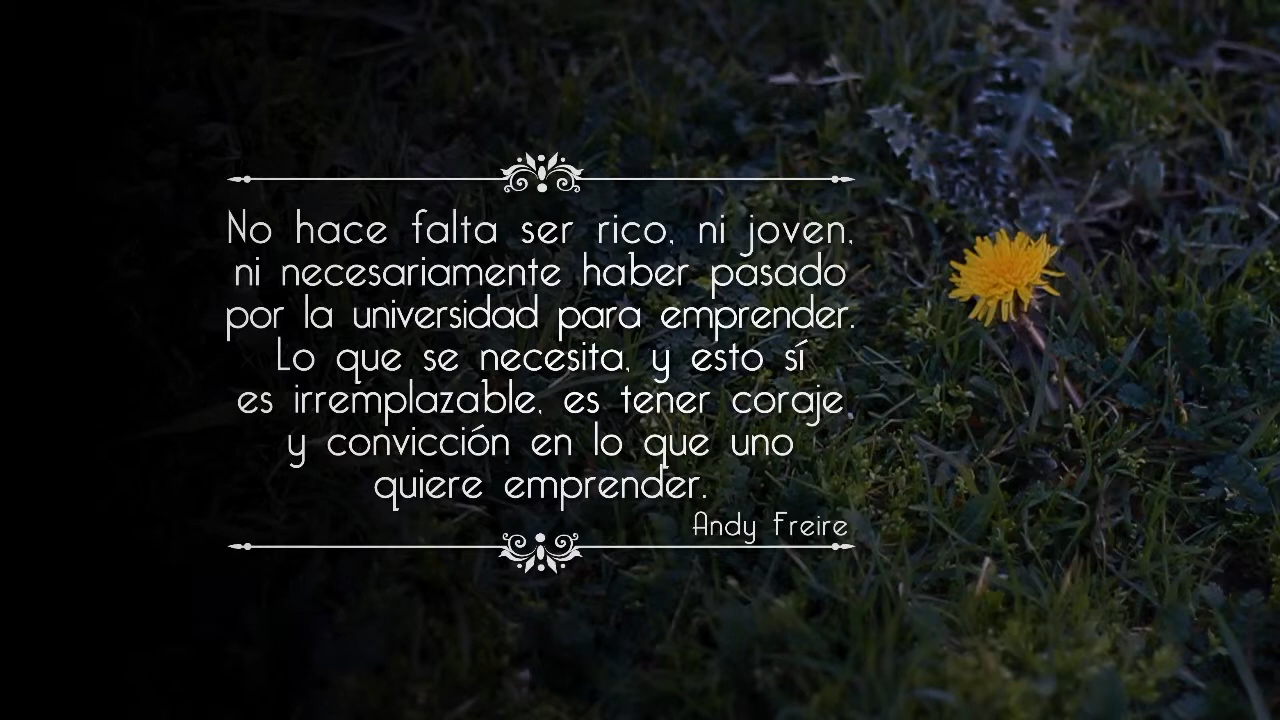 No hace falta ser rico, ni joven,
ni necesariamente haber pasado
por la universidad para emprender.
Lo que se necesita, y esto sí
es irremplazable, es tener coraje
y convicción en lo que uno
quiere emprender.
Andy Freire